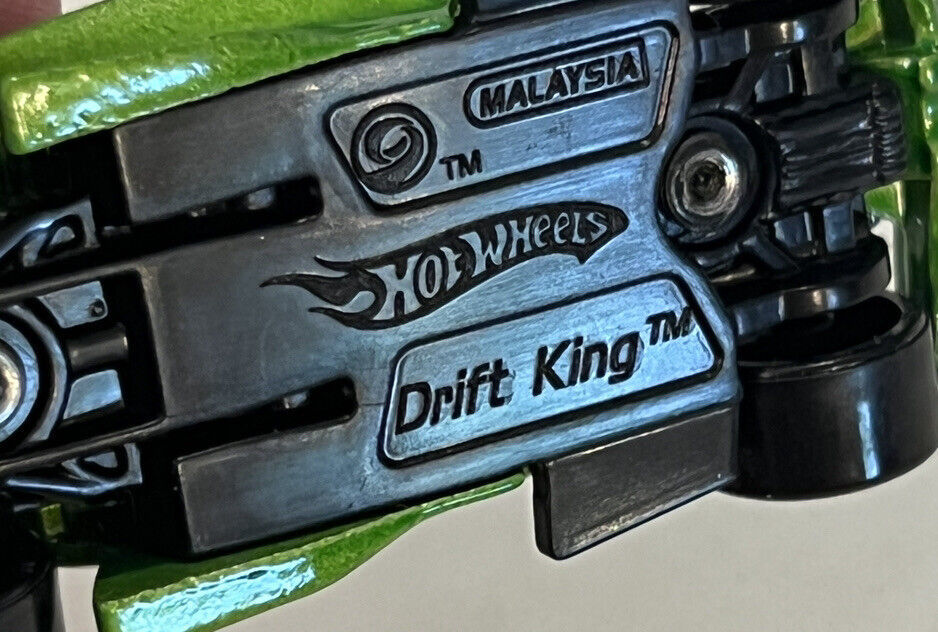 MALAYSIA
TM
HOT WHEELS
Drift King™